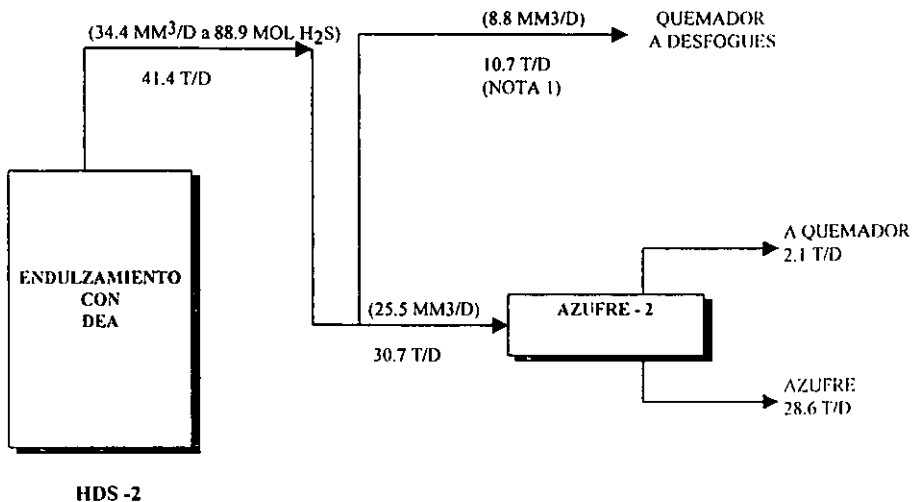 (34.4 MM³/D a 88.9 MOL H₂S)
41.4 T/D
(8.8 MM3/D)
10.7 T/D
(NOTA 1)
QUEMADOR
A DESFOGUES
ENDULZAMIENTO
CON
DEA
(25.5 MM3/D)
30.7 T/D
AZUFRE - 2
A QUEMADOR
2.1 T/D
AZUFRE
28.6 T/D
HDS -2